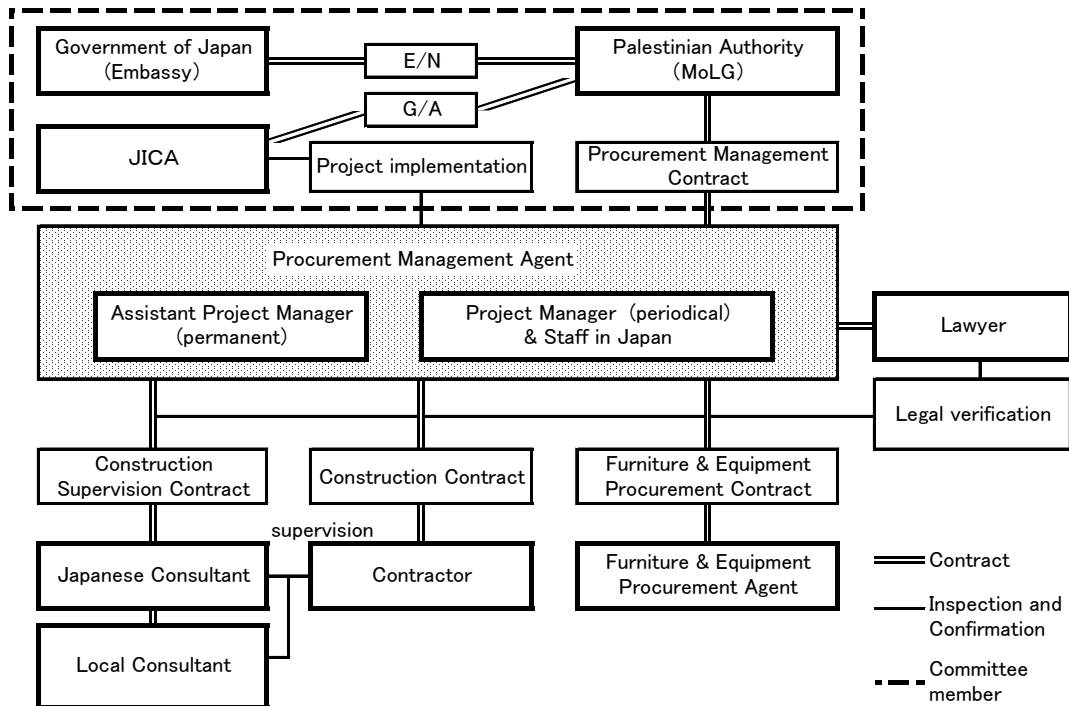 Government of Japan
(Embassy)
E/N
Palestinian Authority
(MoLG)
G/A
JICA
Project implementation
Procurement Management
Contract
Procurement Management Agent
Assistant Project Manager
(permanent)
Project Manager (periodical)
& Staff in Japan
Lawyer
Legal verification
Construction
Supervision Contract
Construction Contract
Furniture & Equipment
Procurement Contract
supervision
Japanese Consultant
Contractor
Furniture & Equipment
Procurement Agent
Local Consultant
Contract
Inspection and
Confirmation
Committee
member